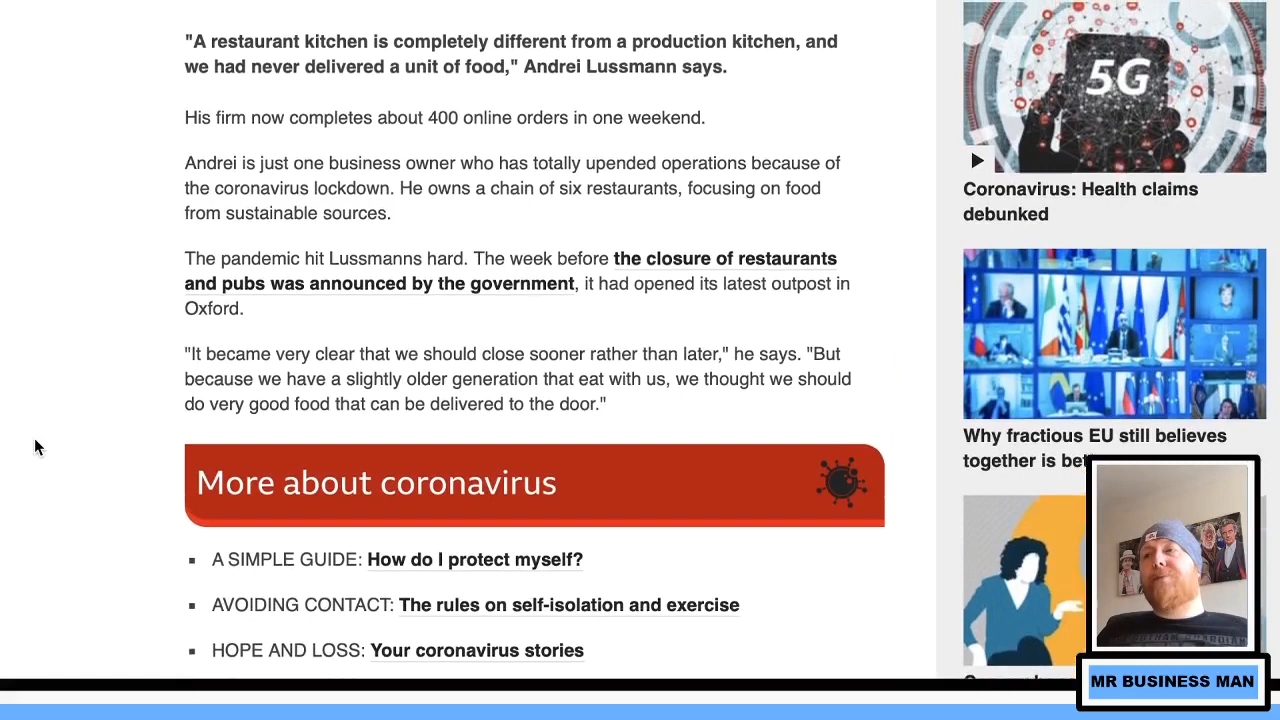 "A restaurant kitchen is completely different from a production kitchen, and
we had never delivered a unit of food," Andrei Lussmann says.
His firm now completes about 400 online orders in one weekend.
Andrei is just one business owner who has totally upended operations because of
the coronavirus lockdown. He owns a chain of six restaurants, focusing on food
from sustainable sources.
The pandemic hit Lussmanns hard. The week before the closure of restaurants
and pubs was announced by the government, it had opened its latest outpost in
Oxford.
"It became very clear that we should close sooner rather than later," he says. "But
because we have a slightly older generation that eat with us, we thought we should
do very good food that can be delivered to the door."
More about coronavirus
A SIMPLE GUIDE: How do I protect myself?
AVOIDING CONTACT: The rules on self-isolation and exercise
HOPE AND LOSS: Your coronavirus stories
5G
Coronavirus: Health claims
debunked
Why fractious EU still believes
together is
MR BUSINESS MAN